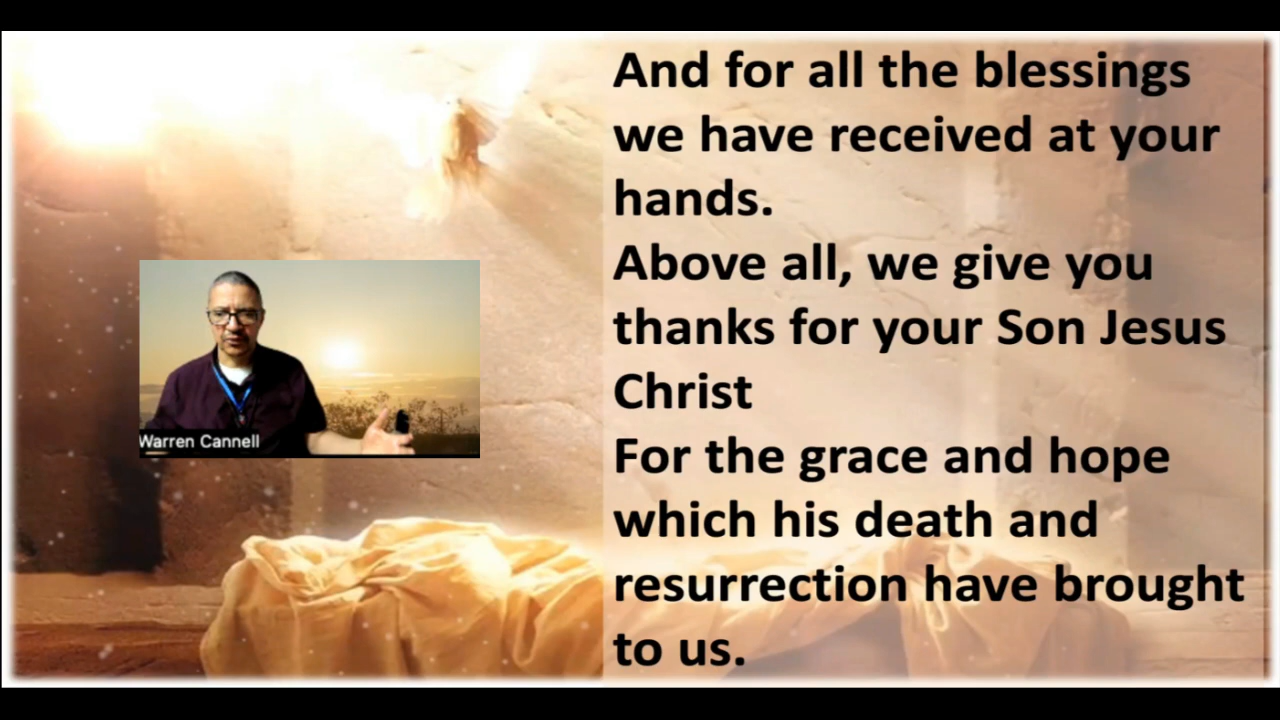 And for all the blessings
we have received at your
hands.
Above all, we give you
thanks for your Son Jesus
Christ
For the grace and hope
which his death and
resurrection have brought
to us.
Warren Cannell